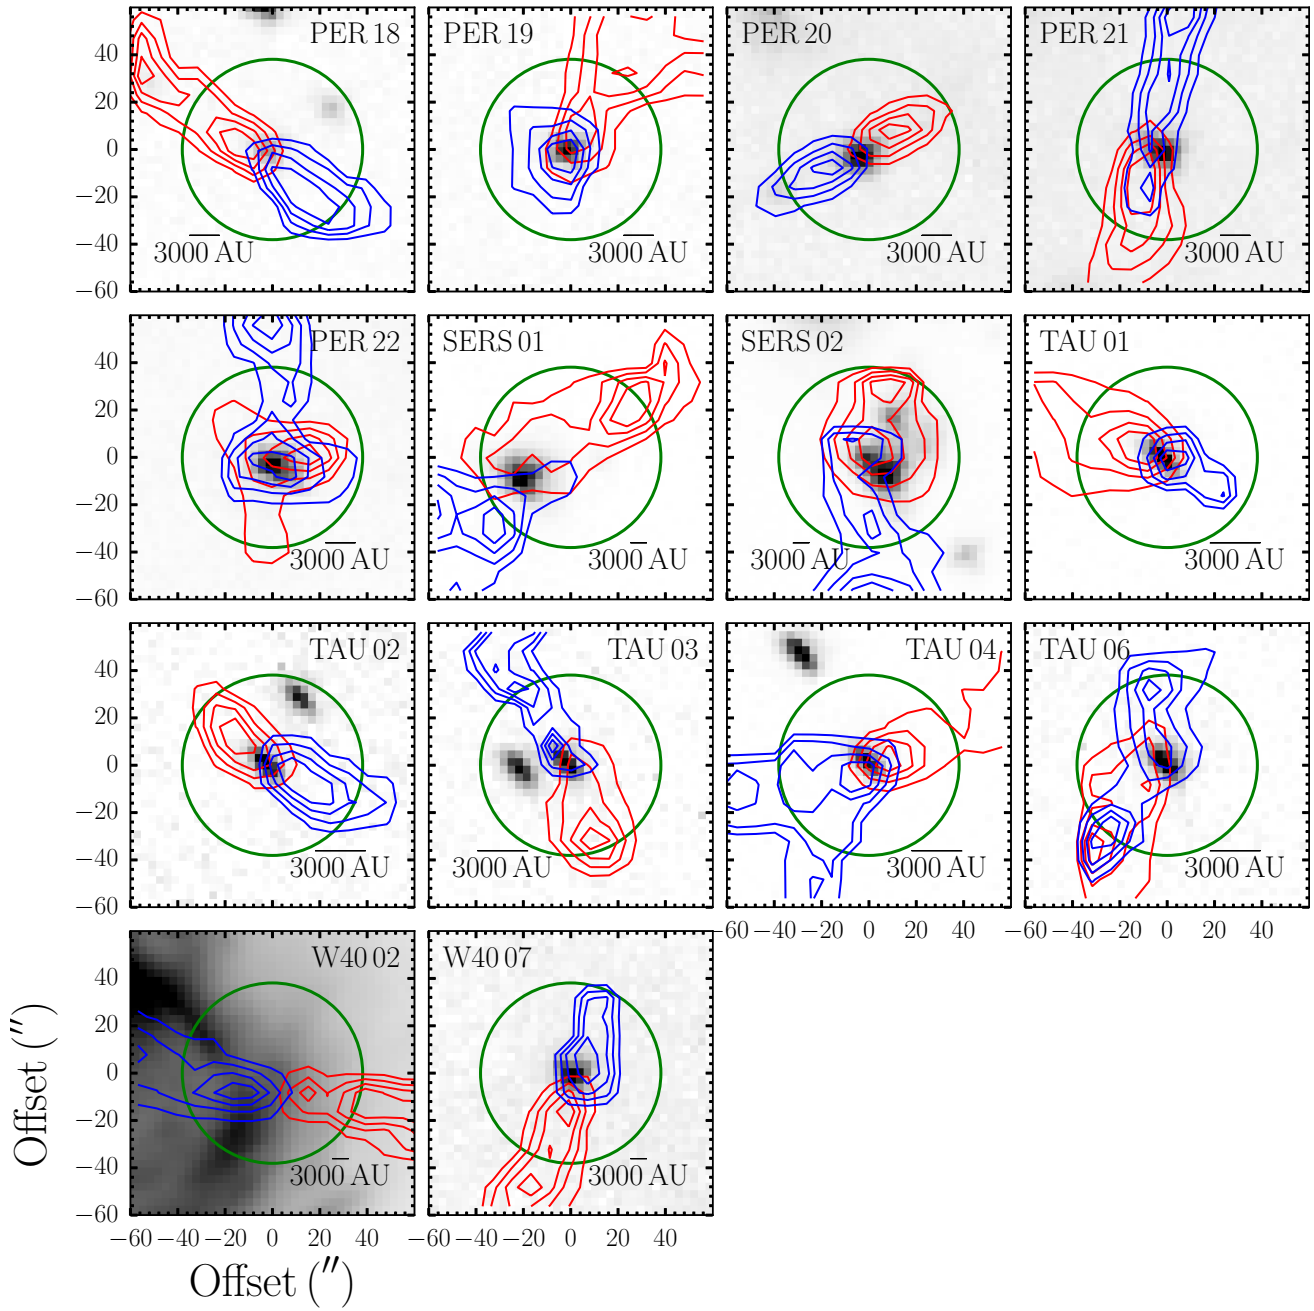 PER 18
PER 19
PER 20
PER 21
40
20
0
−20
−40
−60
3000 AU
3000 AU
3000 AU
3000 AU
PER 22
SERS 01
SERS 02
TAU 01
40
20
0
−20
−40
−60
3000 AU
3000 AU
3000 AU
3000 AU
TAU 02
TAU 03
TAU 04
TAU 06
40
20
0
−20
−40
−60
3000 AU
3000 AU
3000 AU
3000 AU
−60 −40 −20 0 20 40
−60 −40 −20 0 20 40
W40 02
W40 07
40
20
0
−20
−40
−60
3000 AU
3000 AU
−60 −40 −20 0 20 40
−60 −40 −20 0 20 40
Offset (″)
Offset (″)